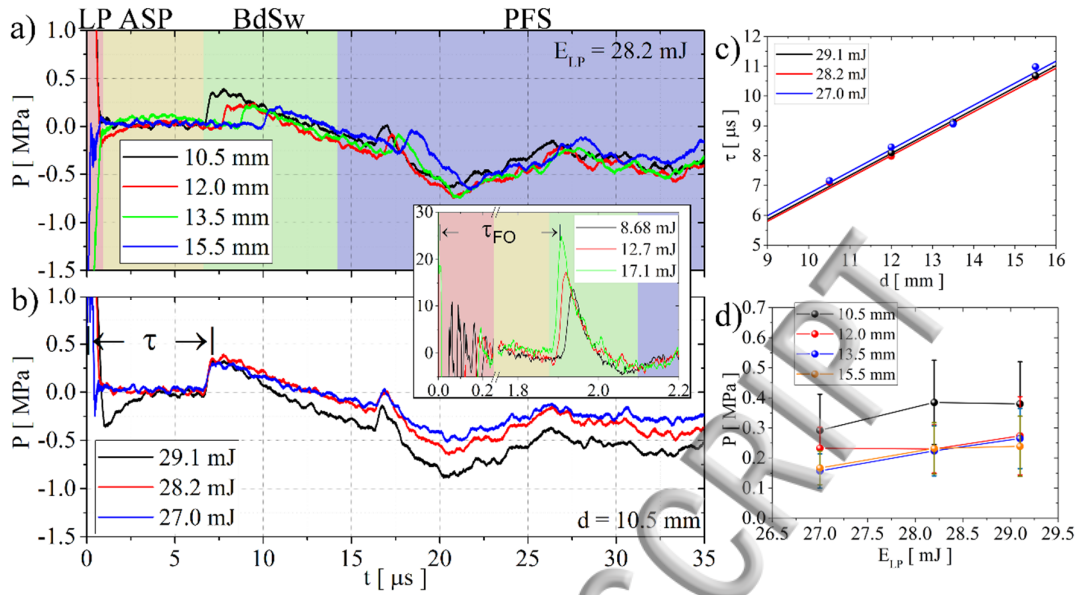 LP ASP BdSw PFS
a)
E_LP = 28.2 mJ
P [ MPa ]
1.0
0.5
0.0
-0.5
-1.0
-1.5
10.5 mm
12.0 mm
13.5 mm
15.5 mm
30
20
10
0
τ_FO
8.68 mJ
12.7 mJ
17.1 mJ
0.0 0.2 1.8 2.0 2.2
b)
τ
P [ MPa ]
1.0
0.5
0.0
-0.5
-1.0
-1.5
29.1 mJ
28.2 mJ
27.0 mJ
d = 10.5 mm
0 5 10 15 20 25 30 35
t [ μs ]
c)
29.1 mJ
28.2 mJ
27.0 mJ
τ [ μs ]
12
11
10
9
8
7
6
5
9 10 11 12 13 14 15 16
d [ mm ]
d)
10.5 mm
12.0 mm
13.5 mm
15.5 mm
P [ MPa ]
0.7
0.6
0.5
0.4
0.3
0.2
0.1
0.0
26.5 27.0 27.5 28.0 28.5 29.0 29.5
E_LP [ mJ ]
SCRIPT